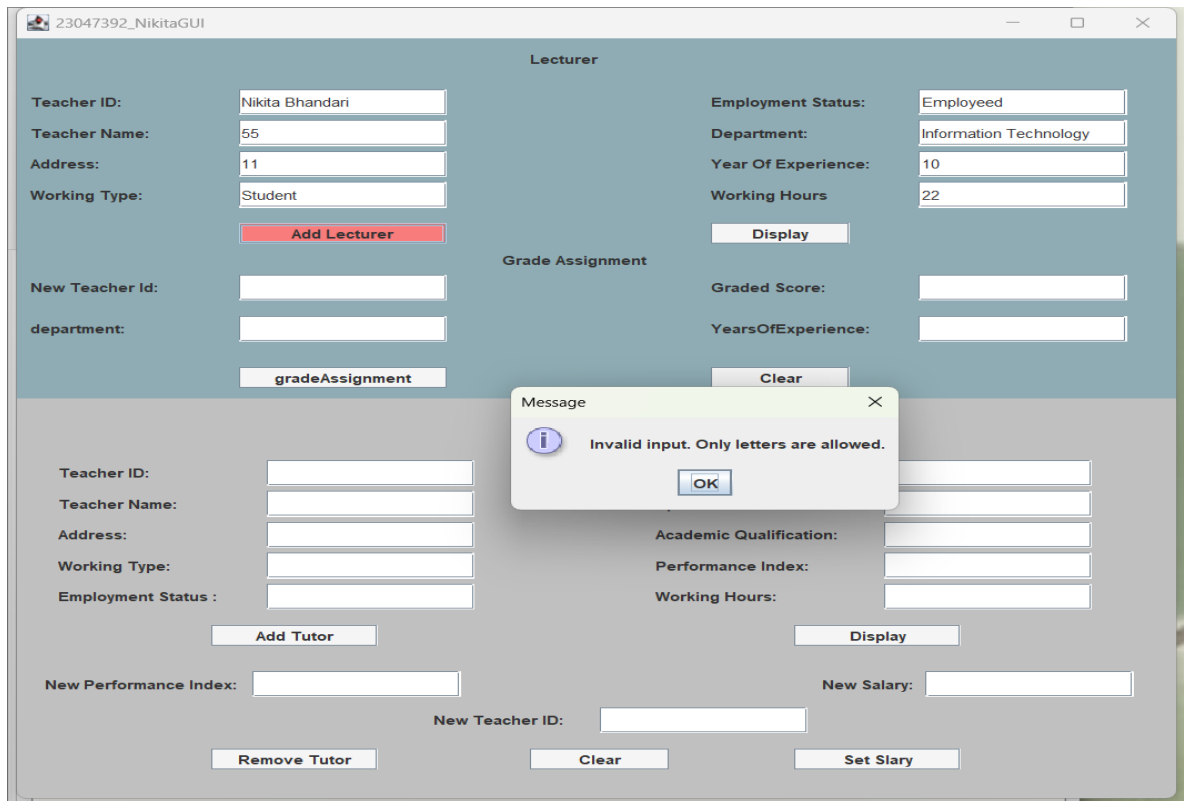 23047392_NikitaGUI
Lecturer
Teacher ID: Nikita Bhandari Employment Status: Employeed
Teacher Name: 55 Department: Information Technology
Address: 11 Year Of Experience: 10
Working Type: Student Working Hours 22
Add Lecturer Display
Grade Assignment
New Teacher Id: Graded Score:
department: YearsOfExperience:
gradeAssignment Clear
Message
Invalid input. Only letters are allowed.
OK
Teacher ID:
Teacher Name:
Address: Academic Qualification:
Working Type: Performance Index:
Employment Status : Working Hours:
Add Tutor Display
New Performance Index: New Salary:
New Teacher ID:
Remove Tutor Clear Set Slary